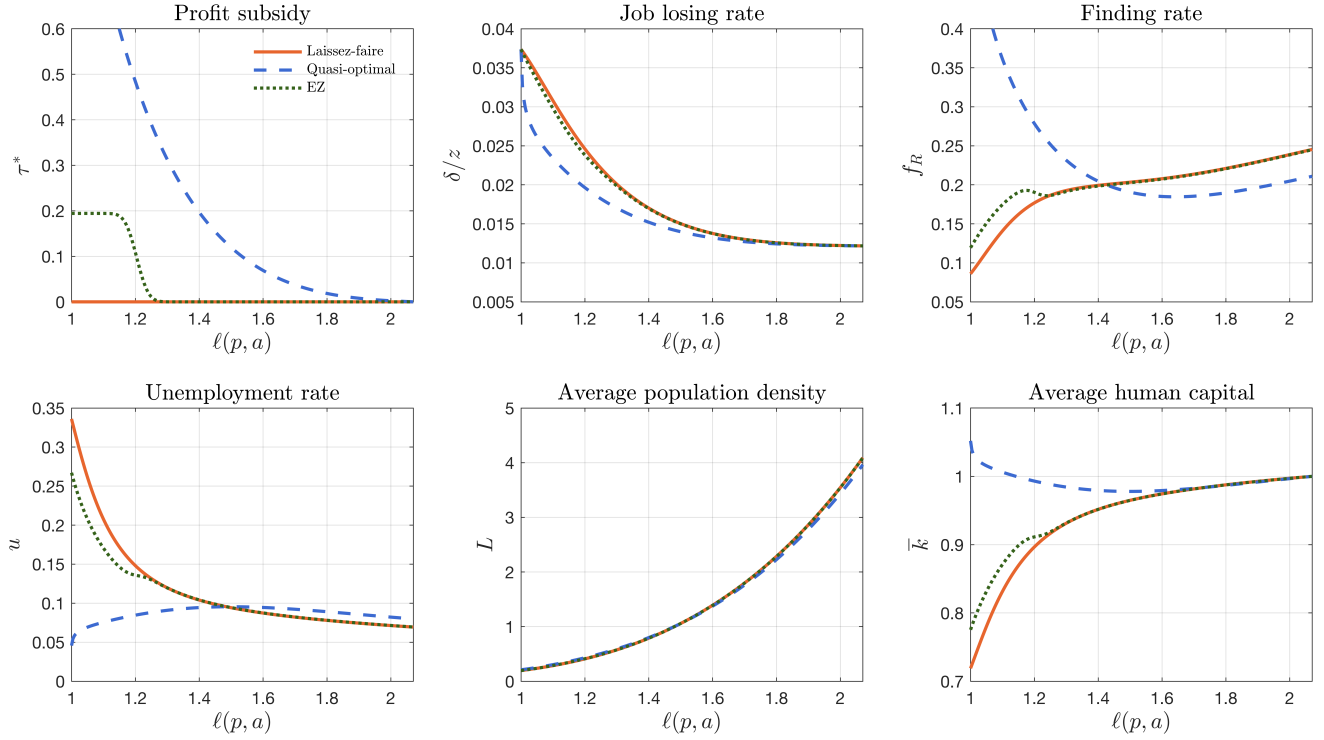 Profit subsidy
0.6
0.5
0.4
0.3
0.2
0.1
0
τ*
Laissez-faire
Quasi-optimal
EZ
1 1.2 1.4 1.6 1.8 2
ℓ(p, a)
Job losing rate
0.04
0.035
0.03
0.025
0.02
0.015
0.01
0.005
δ/z
1 1.2 1.4 1.6 1.8 2
ℓ(p, a)
Finding rate
0.4
0.35
0.3
0.25
0.2
0.15
0.1
0.05
f_R
1 1.2 1.4 1.6 1.8 2
ℓ(p, a)
Unemployment rate
0.35
0.3
0.25
0.2
0.15
0.1
0.05
0
u
1 1.2 1.4 1.6 1.8 2
ℓ(p, a)
Average population density
5
4
3
2
1
0
L
1 1.2 1.4 1.6 1.8 2
ℓ(p, a)
Average human capital
1.1
1
0.9
0.8
0.7
k̅
1 1.2 1.4 1.6 1.8 2
ℓ(p, a)